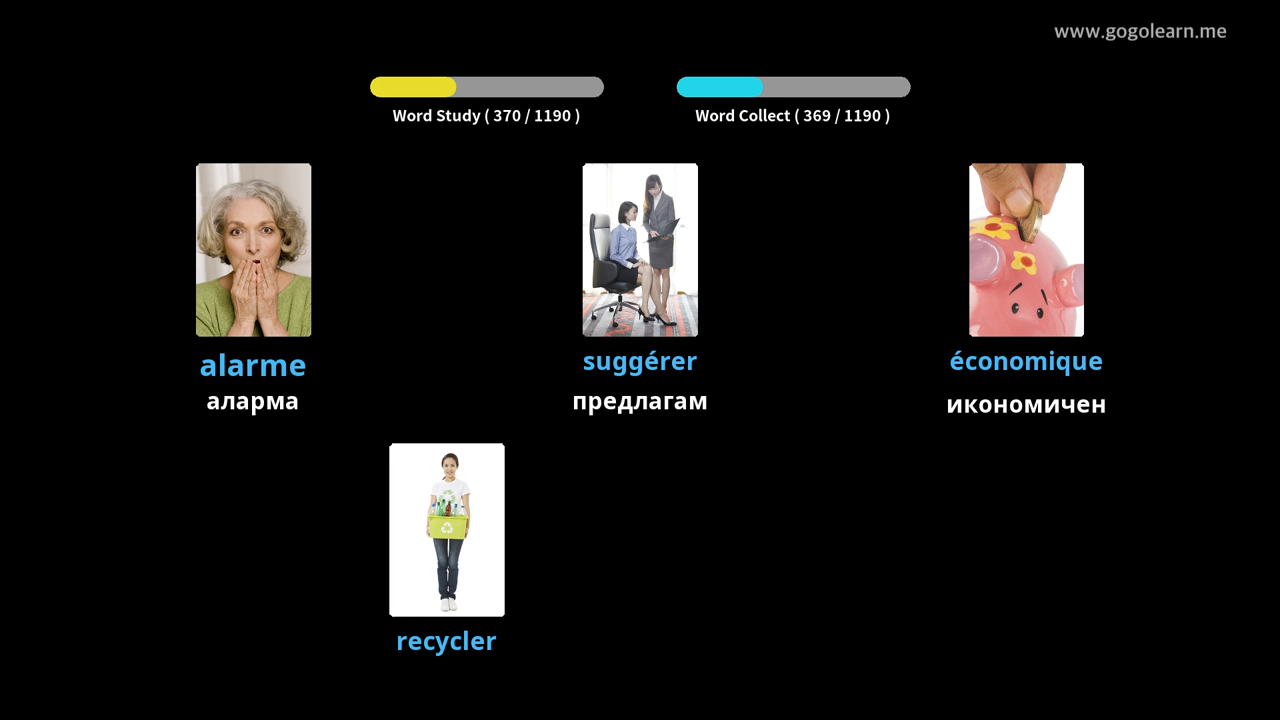 www.gogolearn.me
Word Study ( 370 / 1190 )
Word Collect ( 369 / 1190 )
alarme
аларма
suggérer
предлагам
économique
икономичен
recycler